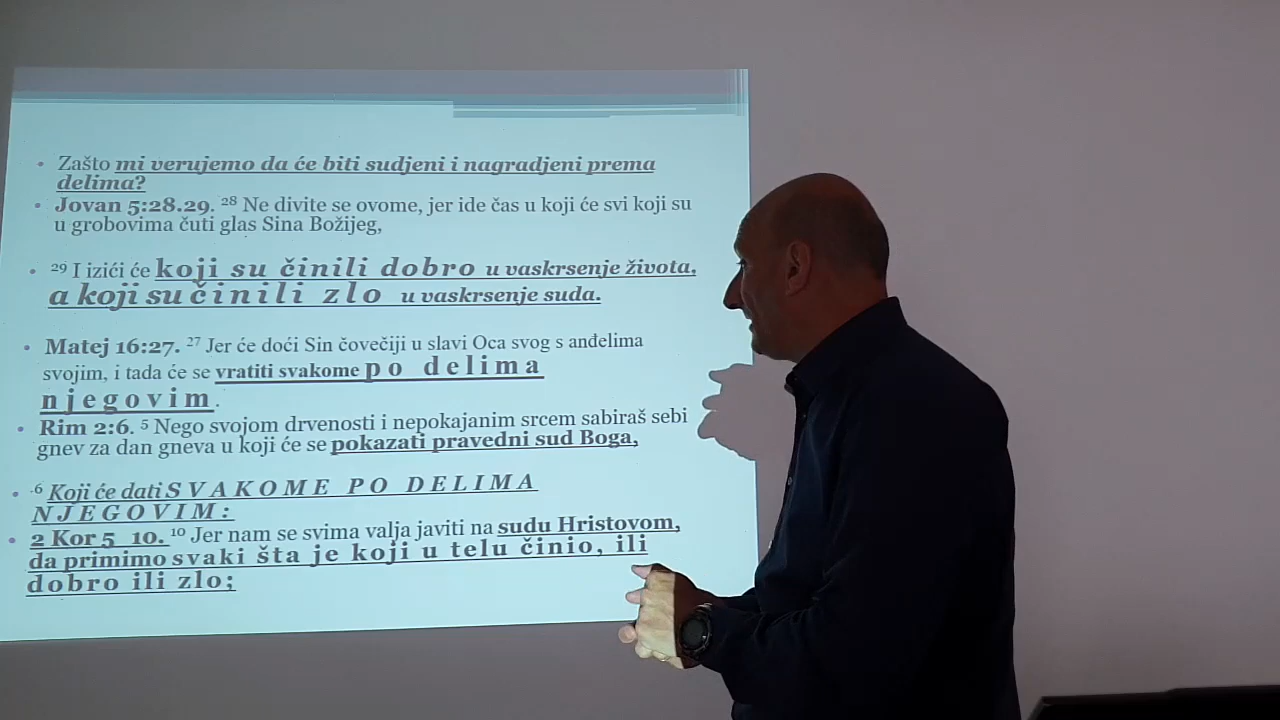 Zašto mi verujemo da će biti sudjeni i nagradjeni prema
delima?
Jovan 5:28.29. 28 Ne divite se ovome, jer ide čas u koji će svi koji su
u grobovima čuti glas Sina Božijeg,
29 I izići će koji su činili dobro u vaskrsenje života,
a koji su činili zlo u vaskrsenje suda.
Matej 16:27. 27 Jer će doći Sin čovečiji u slavi Oca svog s anđelima
svojim, i tada će se vratiti svakome po delima
njegovim.
Rim 2:6. 5 Nego svojom drvenosti i nepokajanim srcem sabiraš sebi
gnev za dan gneva u koji će se pokazati pravedni sud Boga,
.6 Koji će dati SVAKOME PO DELIMA
NJEGOVIM:
2 Kor 5 10. 10 Jer nam se svima valja javiti na sudu Hristovom,
da primimo svaki šta je koji u telu činio, ili
dobro ili zlo;